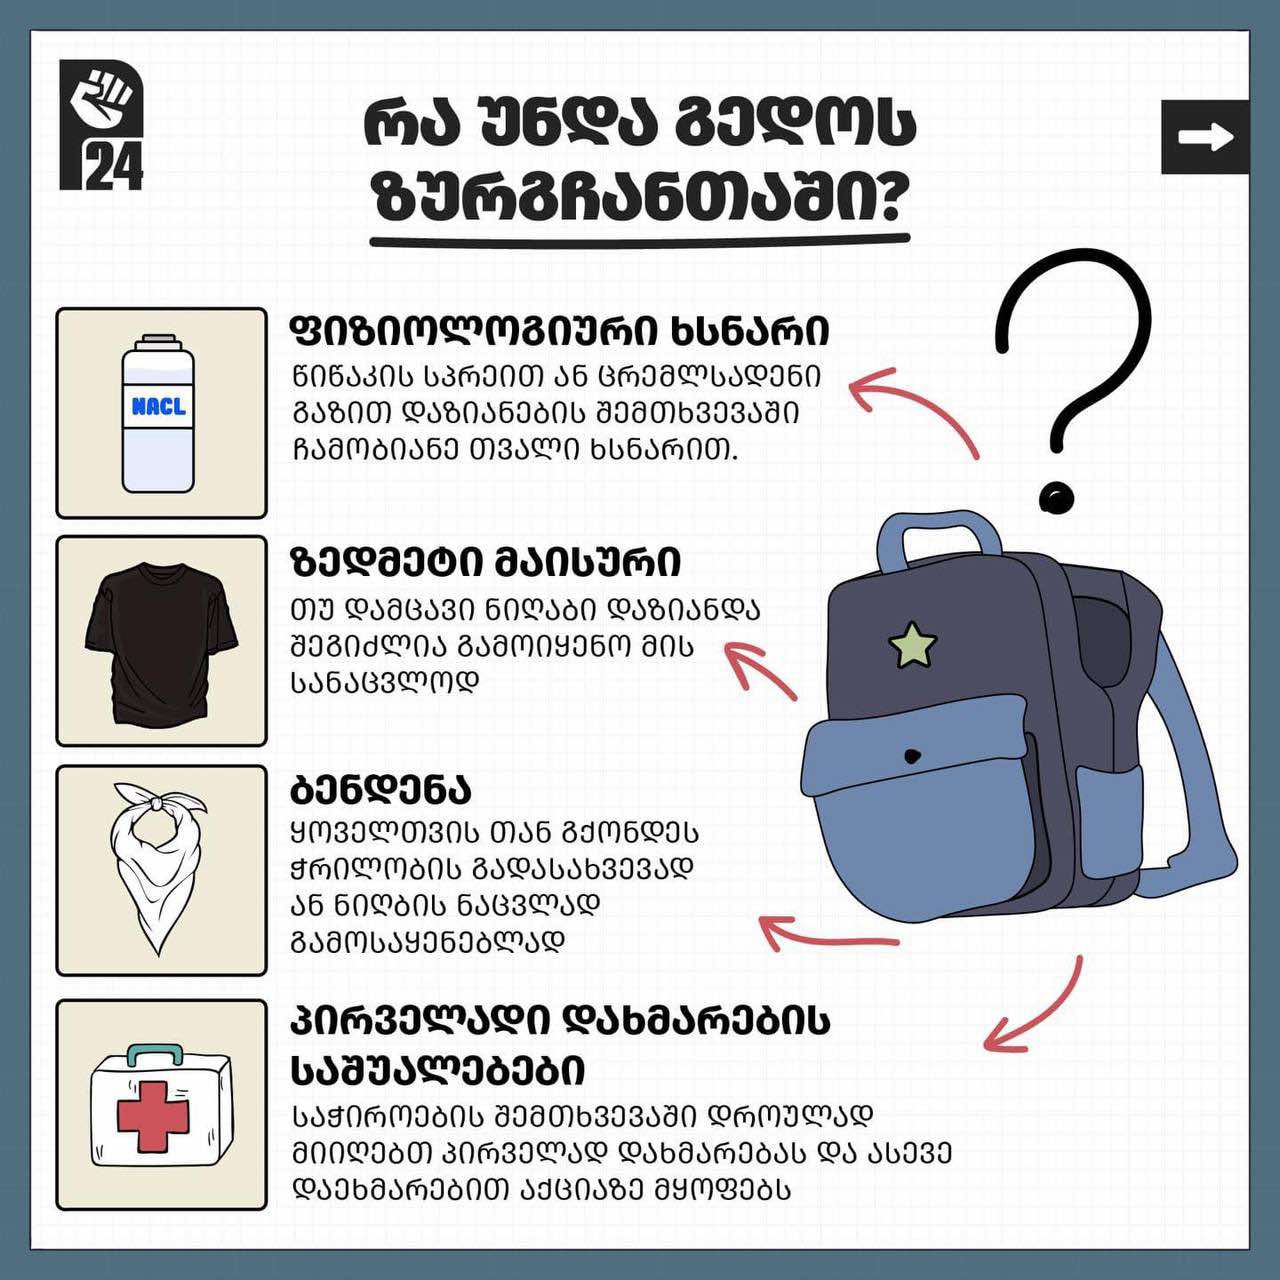 P24
რა უნდა გედოს
ზურგჩანთაში?
ფიზიოლოგიური ხსნარი
წიწაკის სპრეით ან ცრემლსადენი
გაზით დაზიანების შემთხვევაში
ჩამობიანე თვალი ხსნარით.
NACL
ზედმეტი მაისური
თუ დამცავი ნიღაბი დაზიანდა
შეგიძლია გამოიყენო მის
სანაცვლოდ
ბენდენა
ყოველთვის თან გქონდეს
ჭრილობის გადასახვევად
ან ნიღბის ნაცვლად
გამოსაყენებლად
პირველადი დახმარების
საშუალებები
საჭიროების შემთხვევაში დროულად
მიიღებთ პირველად დახმარებას და ასევე
დაეხმარებით აქციაზე მყოფებს